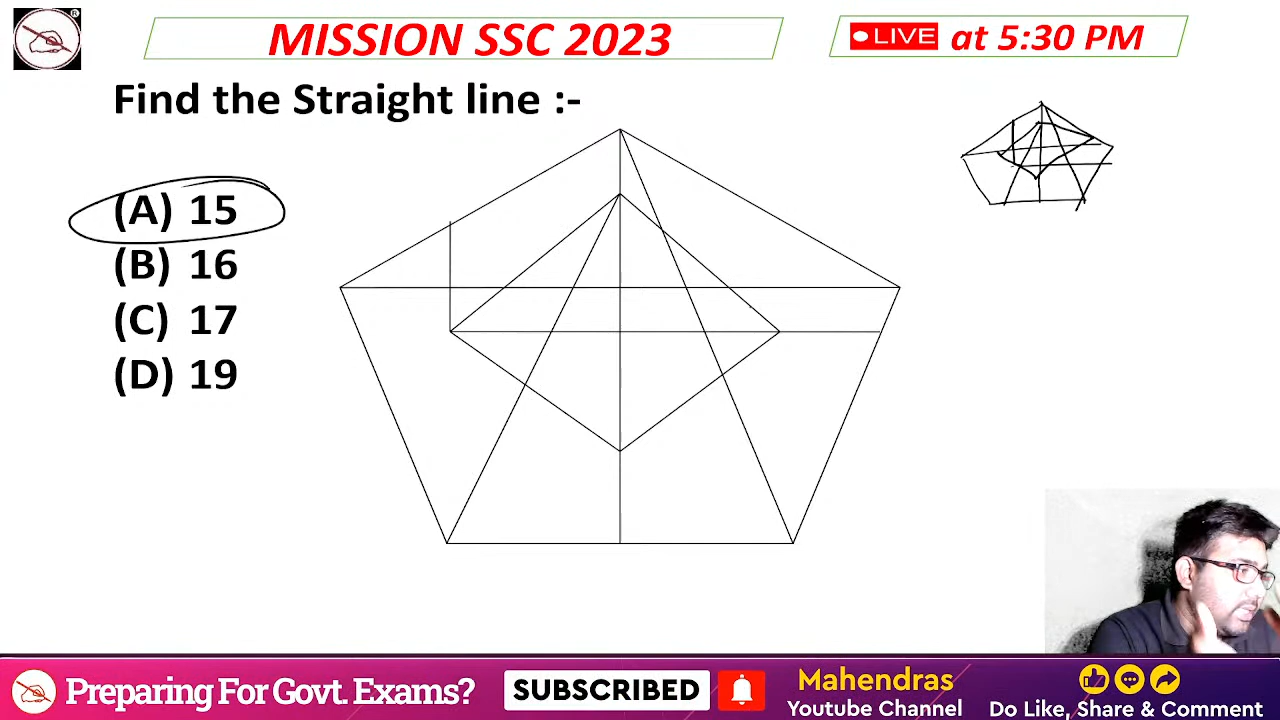 MISSION SSC 2023
LIVE at 5:30 PM
Find the Straight line :-
(A) 15
(B) 16
(C) 17
(D) 19
Preparing For Govt. Exams?
SUBSCRIBED
Mahendras
Youtube Channel
Do Like, Share & Comment